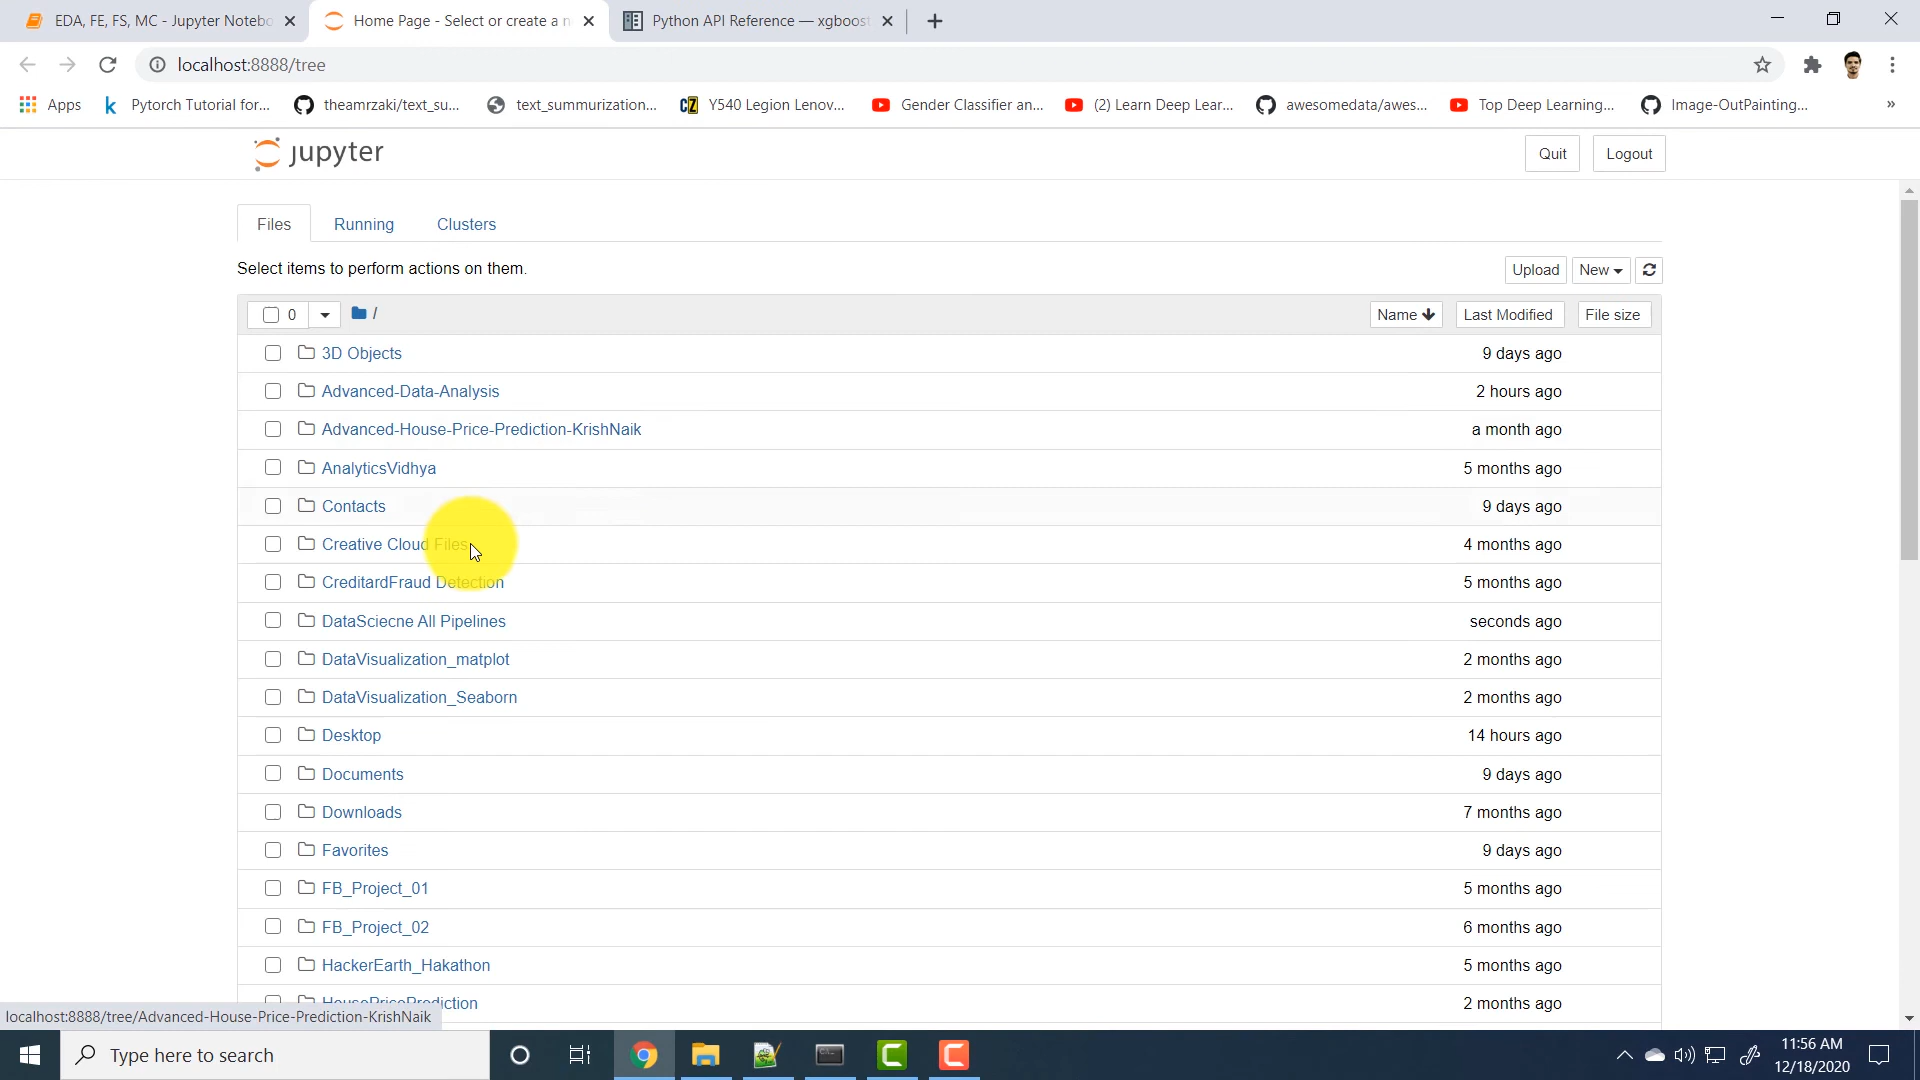 EDA, FE, FS, MC - Jupyter Notebo
Home Page - Select or create a n
Python API Reference — xgboost
localhost:8888/tree
Apps
k Pytorch Tutorial for...
theamrzaki/text_su...
text_summurization...
CZ Y540 Legion Lenov...
Gender Classifier an...
(2) Learn Deep Lear...
awesomedata/awes...
Top Deep Learning...
Image-OutPainting...
»
jupyter
Quit
Logout
Files
Running
Clusters
Select items to perform actions on them.
Upload
New
0
/
Name
Last Modified
File size
3D Objects
9 days ago
Advanced-Data-Analysis
2 hours ago
Advanced-House-Price-Prediction-KrishNaik
a month ago
AnalyticsVidhya
5 months ago
Contacts
9 days ago
Creative Cloud Files
4 months ago
CreditardFraud Detection
5 months ago
DataSciecne All Pipelines
seconds ago
DataVisualization_matplot
2 months ago
DataVisualization_Seaborn
2 months ago
Desktop
14 hours ago
Documents
9 days ago
Downloads
7 months ago
Favorites
9 days ago
FB_Project_01
5 months ago
FB_Project_02
6 months ago
HackerEarth_Hakathon
5 months ago
HousePricePrediction
2 months ago
localhost:8888/tree/Advanced-House-Price-Prediction-KrishNaik
Type here to search
11:56 AM
12/18/2020